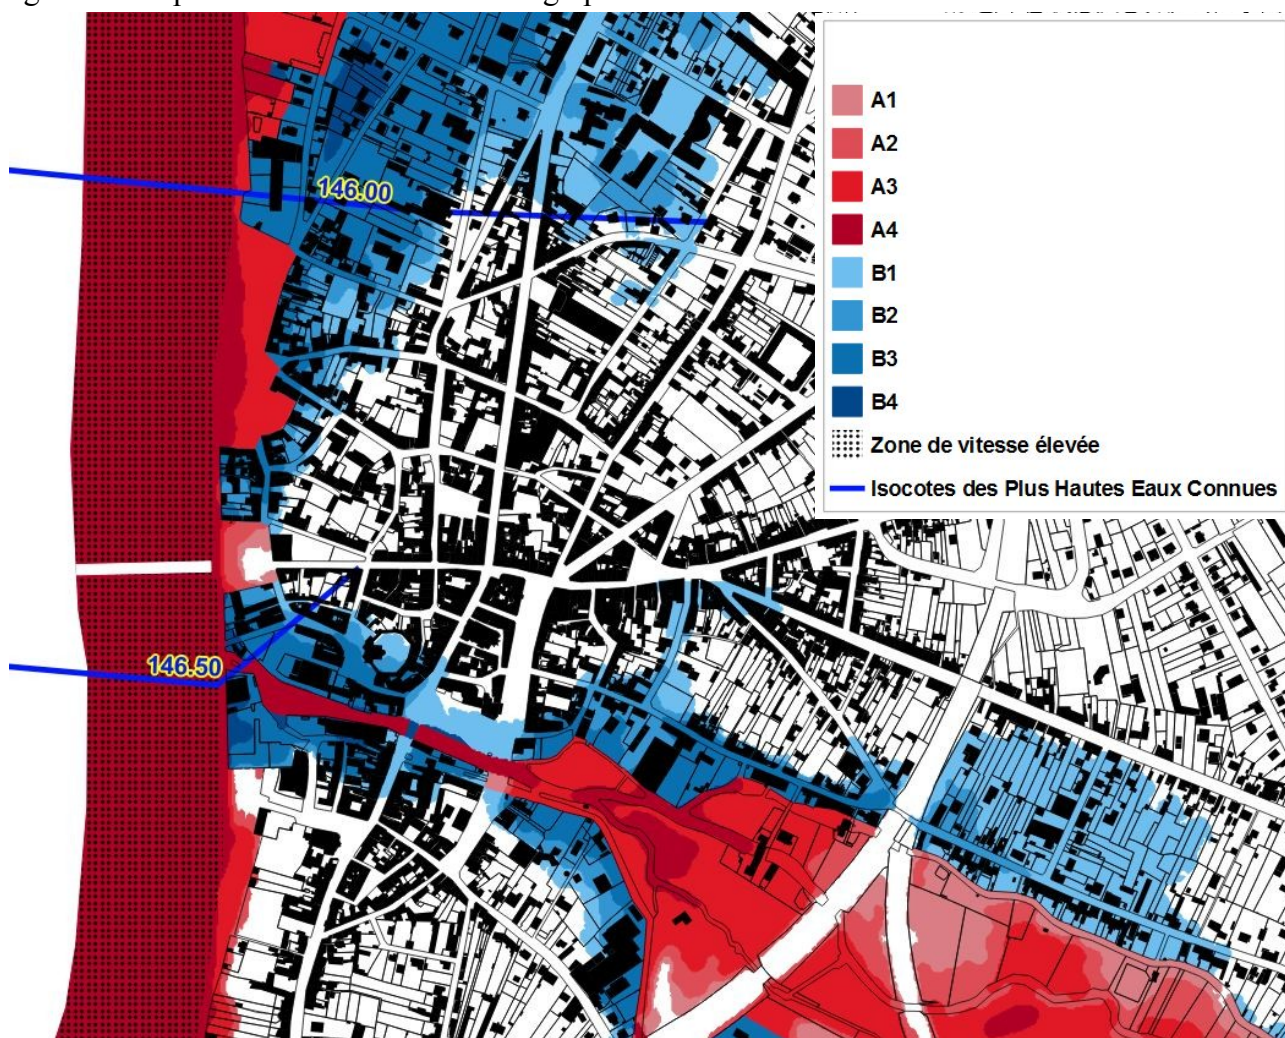 A1
A2
A3
A4
B1
B2
B3
B4
Zone de vitesse élevée
Isocotes des Plus Hautes Eaux Connues
146.00
146.50